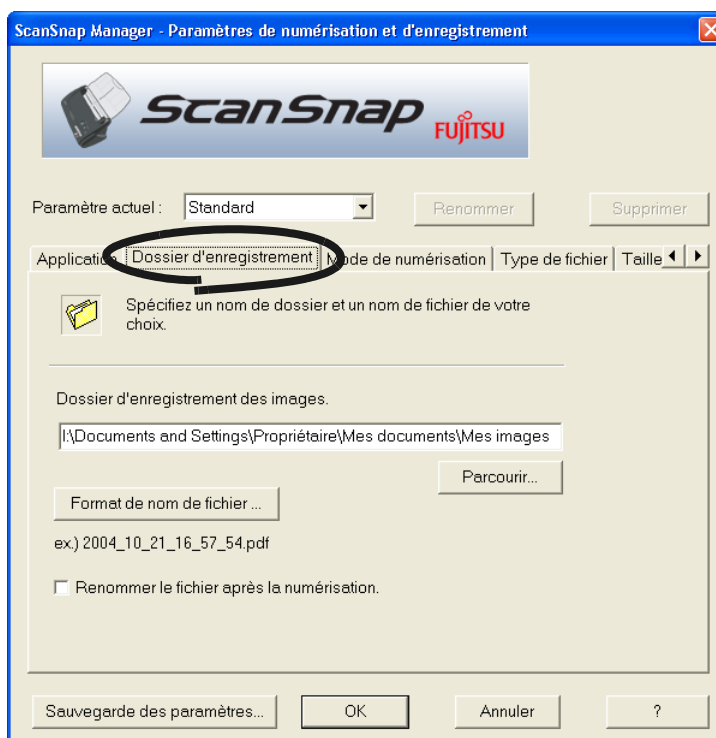 ScanSnap Manager - Paramètres de numérisation et d'enregistrement
ScanSnap
FUJITSU
Paramètre actuel : Standard Renommer Supprimer
Application Dossier d'enregistrement Mode de numérisation Type de fichier Taille
Spécifiez un nom de dossier et un nom de fichier de votre
choix.
Dossier d'enregistrement des images.
I:\Documents and Settings\Propriétaire\Mes documents\Mes images
Parcourir...
Format de nom de fichier ...
ex.) 2004_10_21_16_57_54.pdf
Renommer le fichier après la numérisation.
Sauvegarde des paramètres... OK Annuler ?